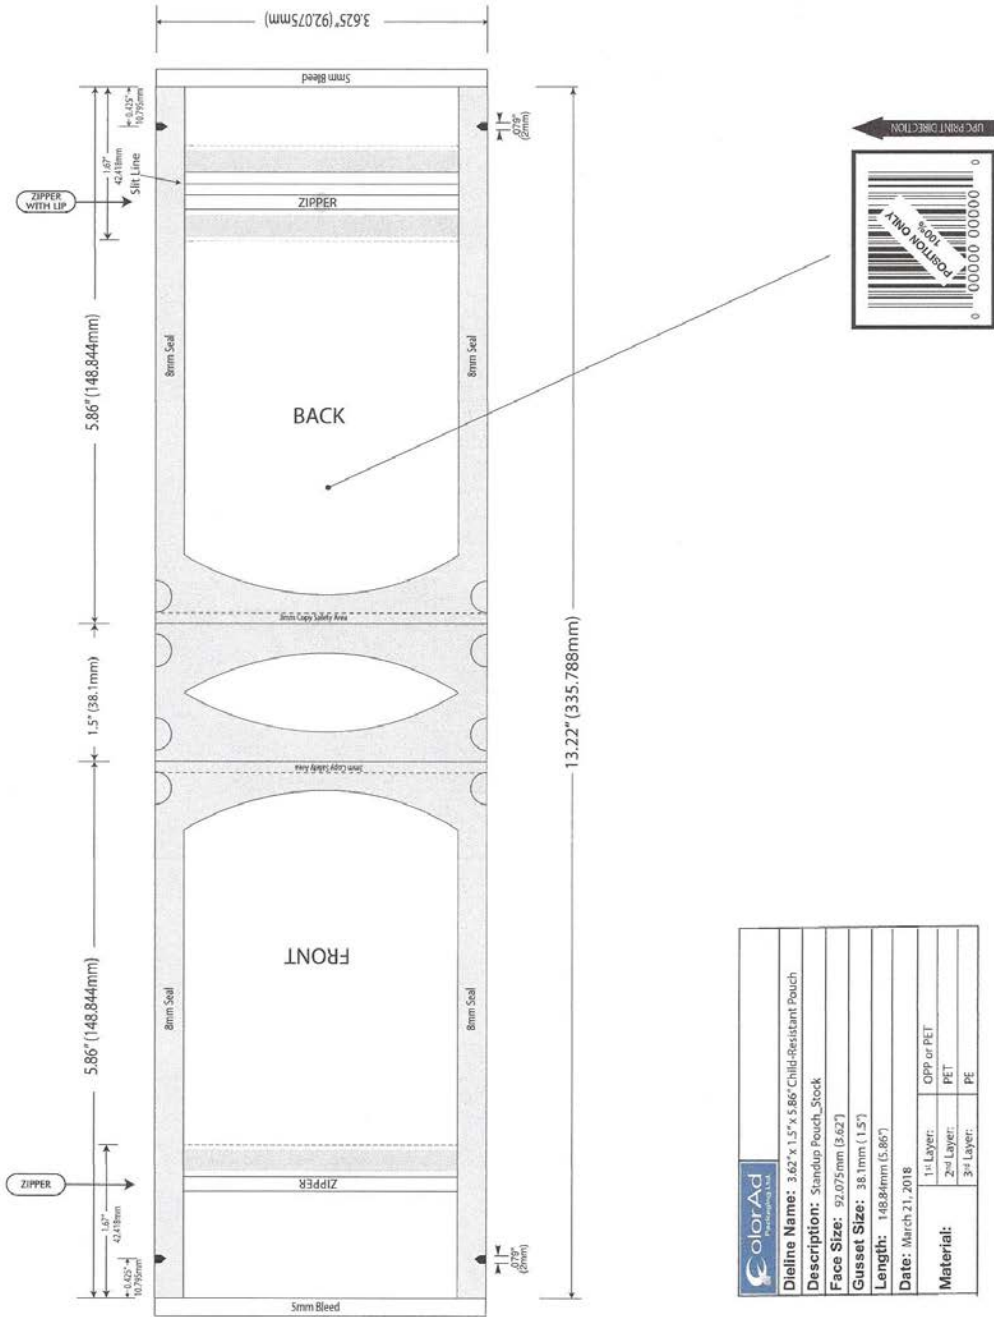 3.625" (92.075mm)
5mm Bleed
0.425"
10.795mm
1.67"
42.418mm
Slit Line
ZIPPER
WITH LIP
ZIPPER
.079"
(2mm)
5.86" (148.844mm)
8mm Seal
8mm Seal
BACK
3mm Copy Safety Area
1.5" (38.1mm)
13.22" (335.788mm)
3mm Copy Safety Area
5.86" (148.844mm)
8mm Seal
8mm Seal
FRONT
ZIPPER
ZIPPER
1.67"
42.418mm
0.425"
10.795mm
.079"
(2mm)
5mm Bleed
UPC PRINT DIRECTION
POSITION ONLY
100%
0 00000 00000 0
ColorAd
Packaging Ltd.
Dieline Name: 3.62" x 1.5" x 5.86" Child-Resistant Pouch
Description: Standup Pouch_Stock
Face Size: 92.075mm (3.62")
Gusset Size: 38.1mm ( 1.5")
Length: 148.84mm (5.86")
Date: March 21, 2018
Material:
1st Layer: OPP or PET
2nd Layer: PET
3rd Layer: PE